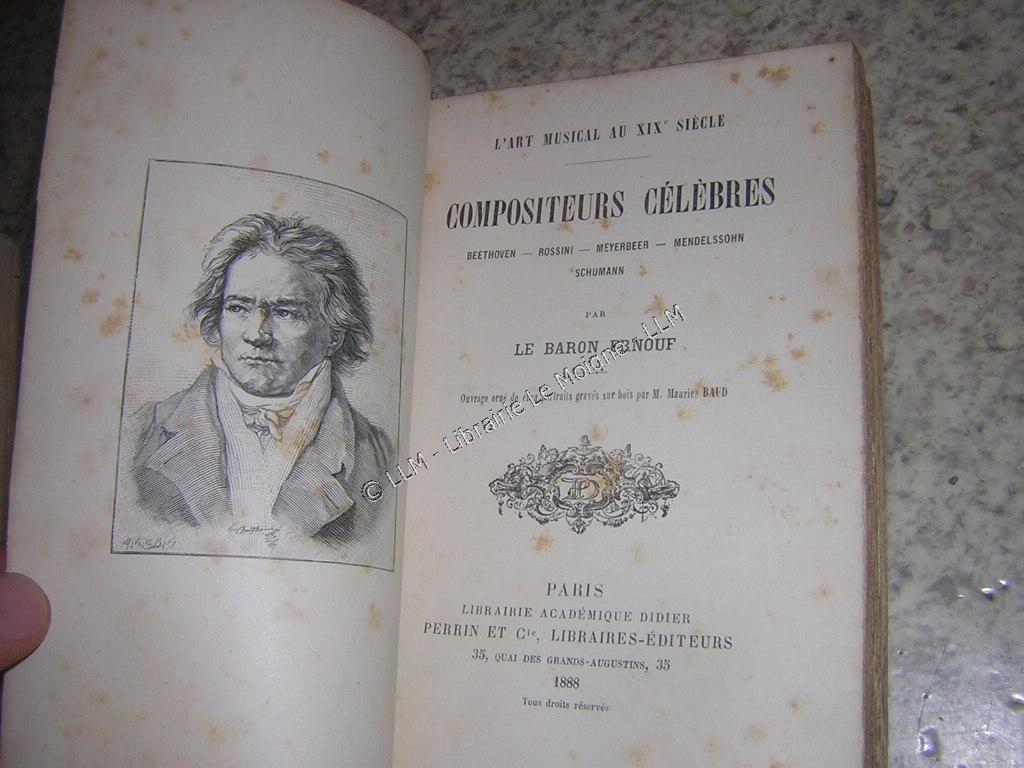 L'ART MUSICAL AU XIXe SIÈCLE
COMPOSITEURS CÉLÈBRES
BEETHOVEN — ROSSINI — MEYERBEER — MENDELSSOHN
SCHUMANN
PAR
LE BARON ERNOUF
Ouvrage orné de cinq portraits gravés sur bois par M. Maurice BAUD
PARIS
LIBRAIRIE ACADÉMIQUE DIDIER
PERRIN ET Cie, LIBRAIRES-ÉDITEURS
35, QUAI DES GRANDS-AUGUSTINS, 35
1888
Tous droits réservés
© LLM - Librairie Le Moigne - LLM